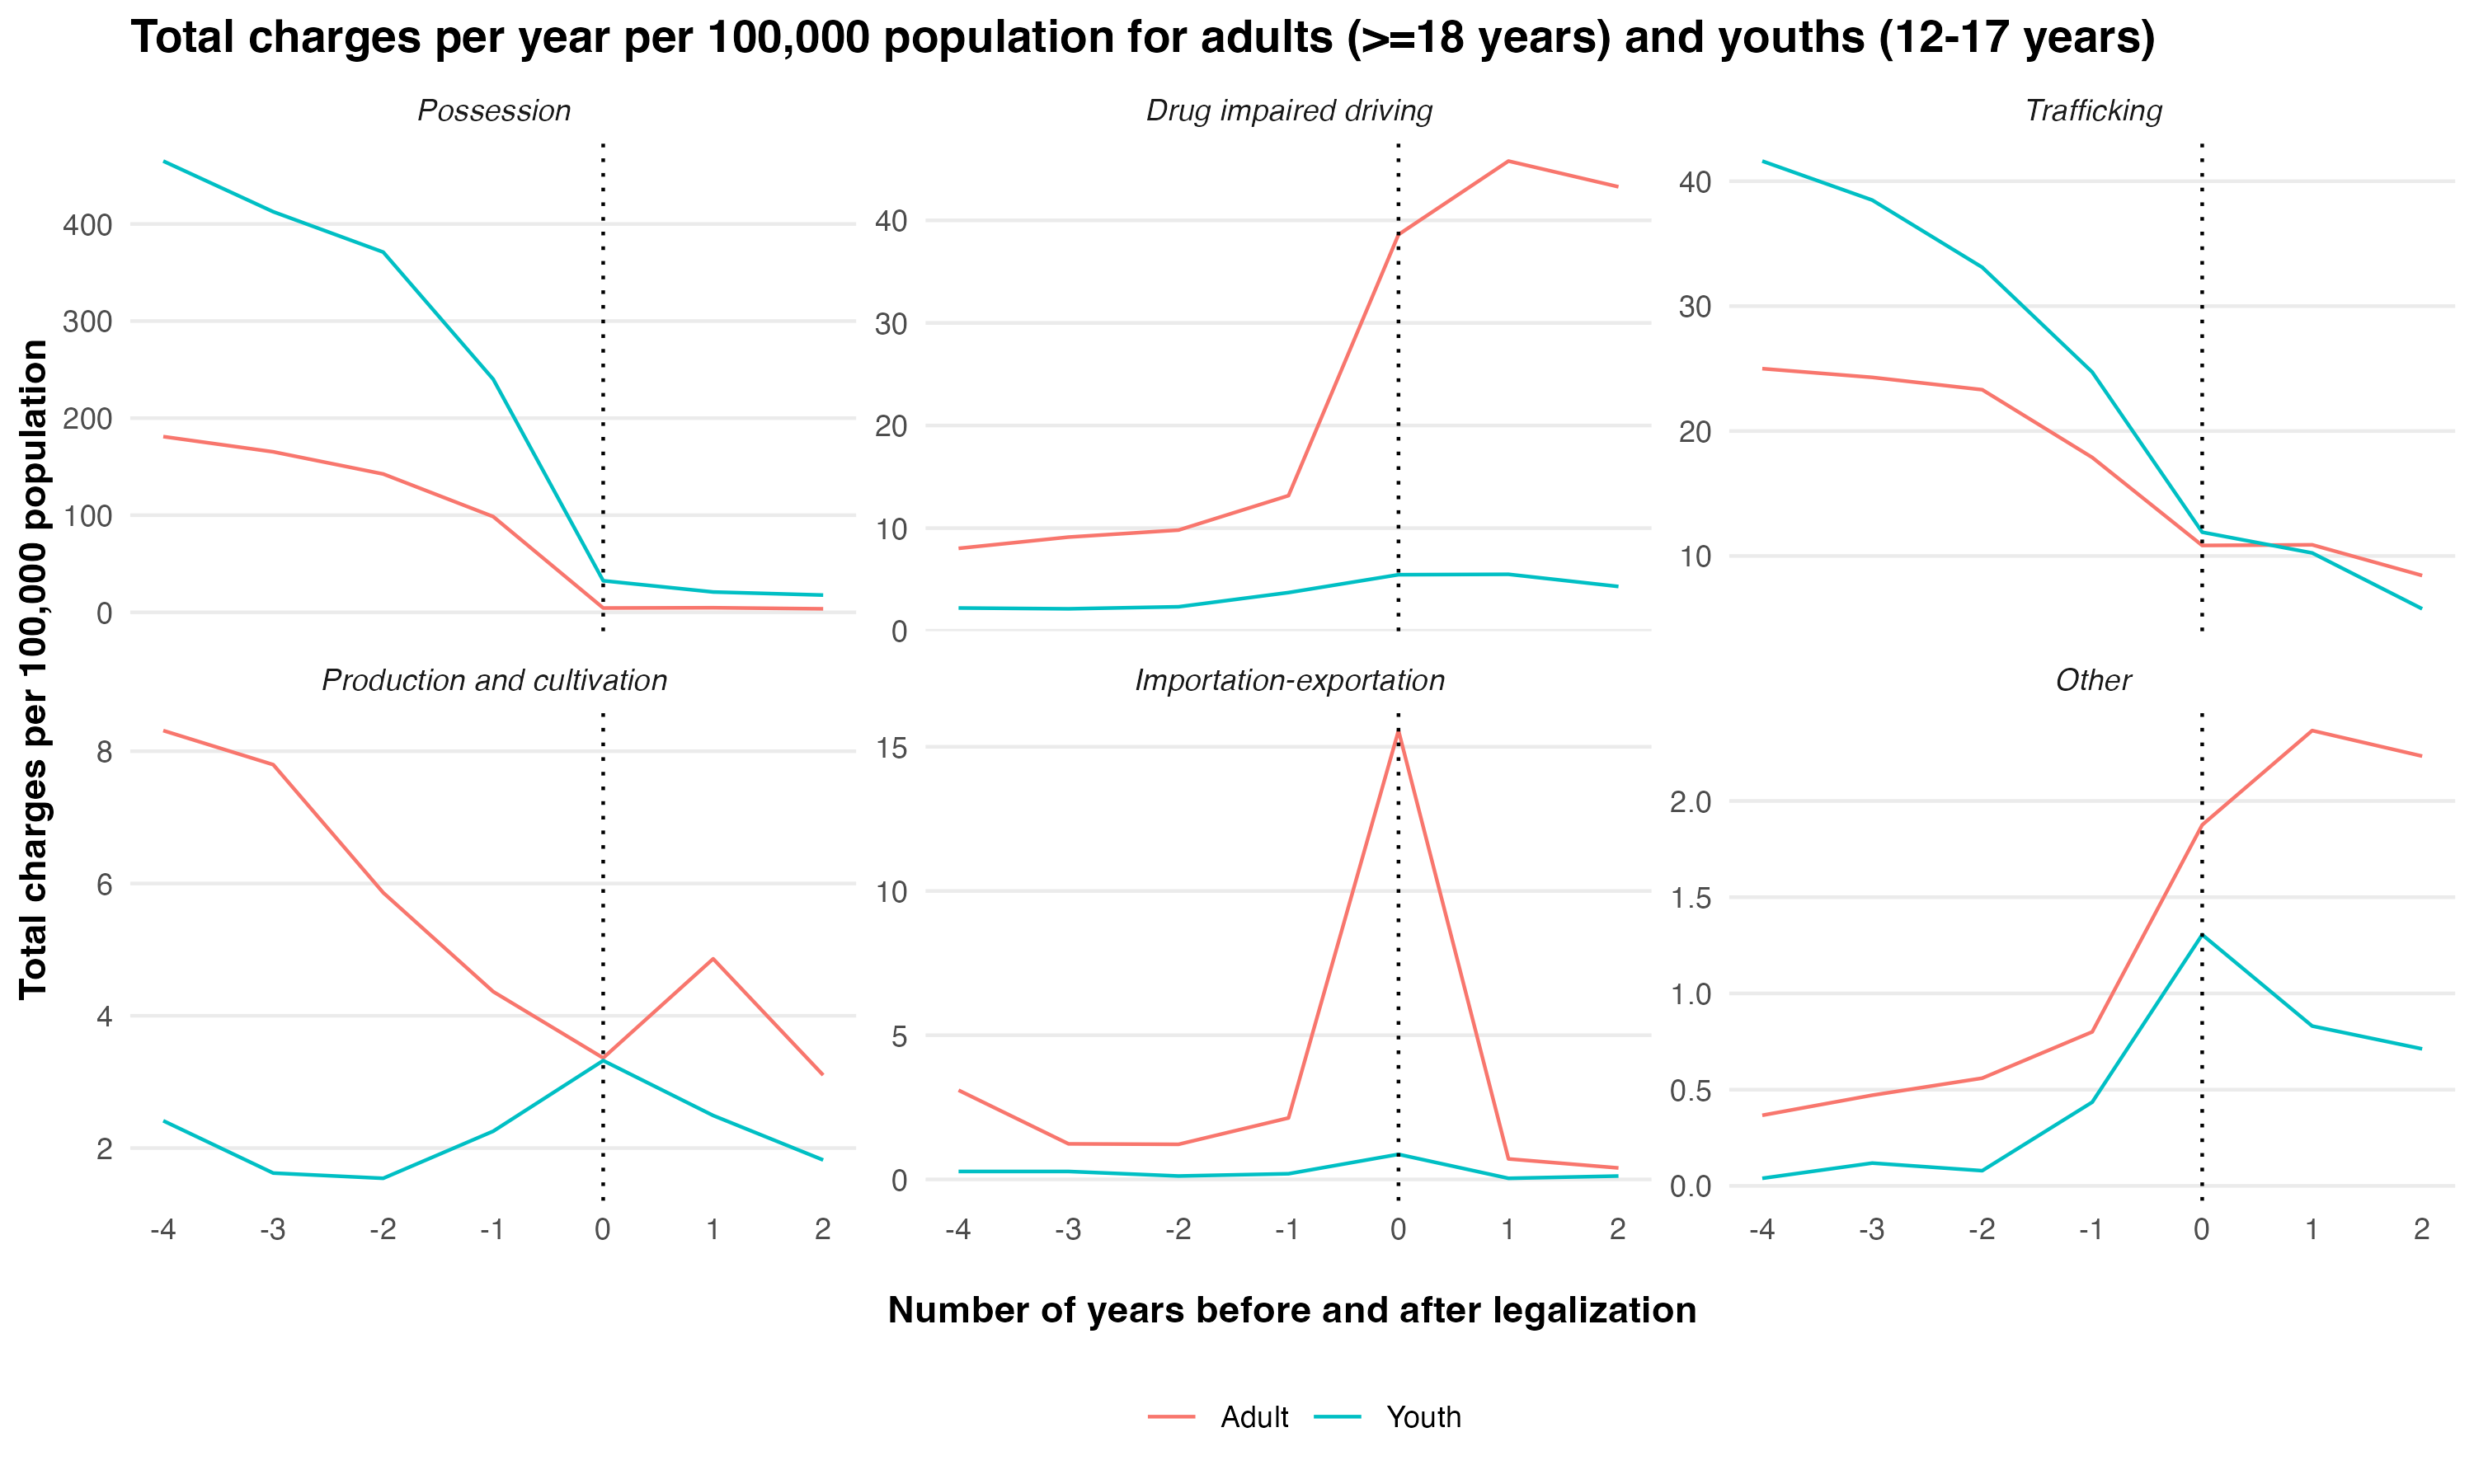 Total charges per year per 100,000 population for adults (>=18 years) and youths (12-17 years)
Total charges per 100,000 population
Possession
400
300
200
100
0
Drug impaired driving
40
30
20
10
0
Trafficking
40
30
20
10
Production and cultivation
8
6
4
2
-4 -3 -2 -1 0 1 2
Importation-exportation
15
10
5
0
-4 -3 -2 -1 0 1 2
Other
2.0
1.5
1.0
0.5
0.0
-4 -3 -2 -1 0 1 2
Number of years before and after legalization
Adult Youth